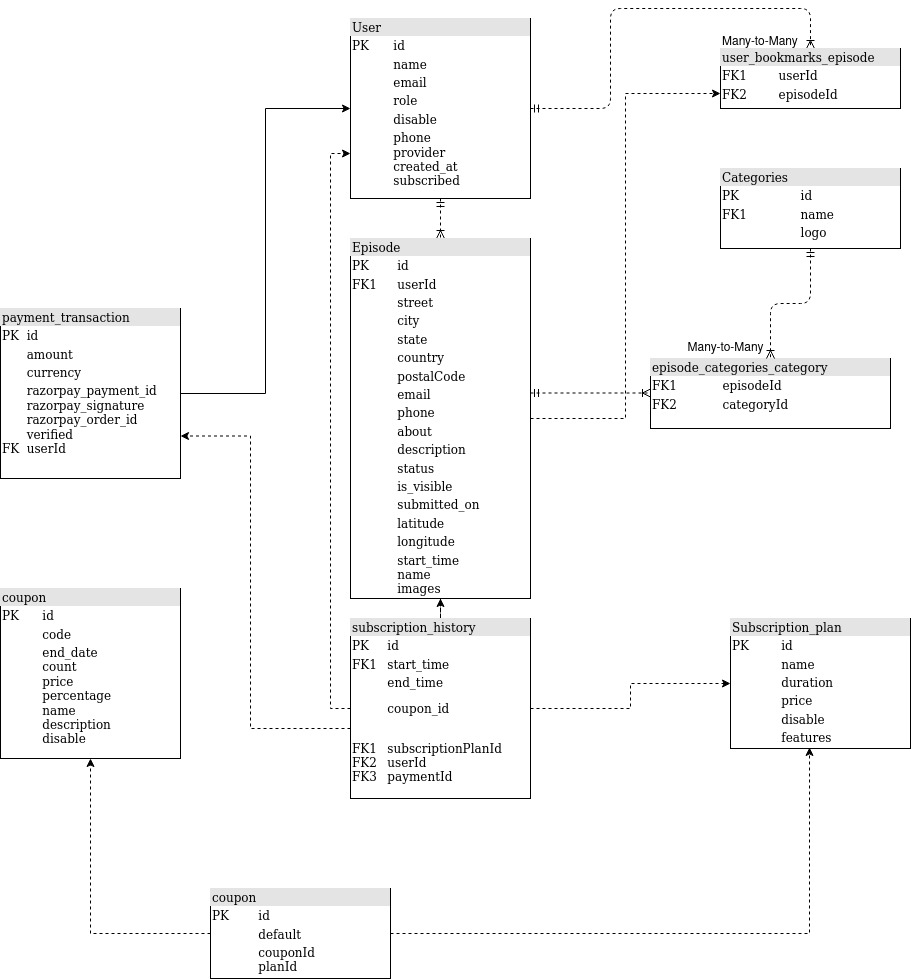 User
PK id
name
email
role
disable
phone
provider
created_at
subscribed
Many-to-Many
user_bookmarks_episode
FK1 userId
FK2 episodeId
Categories
PK id
FK1 name
logo
Episode
PK id
FK1 userId
street
city
state
country
postalCode
email
phone
about
description
status
is_visible
submitted_on
latitude
longitude
start_time
name
images
payment_transaction
PK id
amount
currency
razorpay_payment_id
razorpay_signature
razorpay_order_id
verified
FK userId
Many-to-Many
episode_categories_category
FK1 episodeId
FK2 categoryId
coupon
PK id
code
end_date
count
price
percentage
name
description
disable
subscription_history
PK id
FK1 start_time
end_time
coupon_id
FK1 subscriptionPlanId
FK2 userId
FK3 paymentId
Subscription_plan
PK id
name
duration
price
disable
features
coupon
PK id
default
couponId
planId